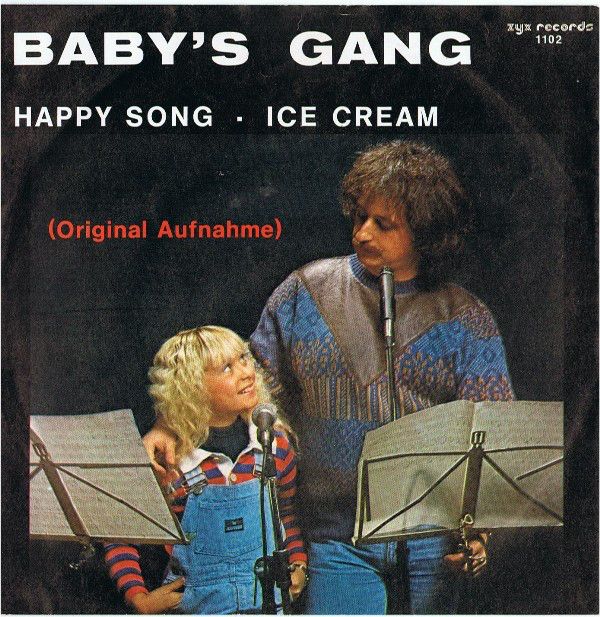 BABY'S GANG
zyx records
1102
HAPPY SONG · ICE CREAM
(Original Aufnahme)